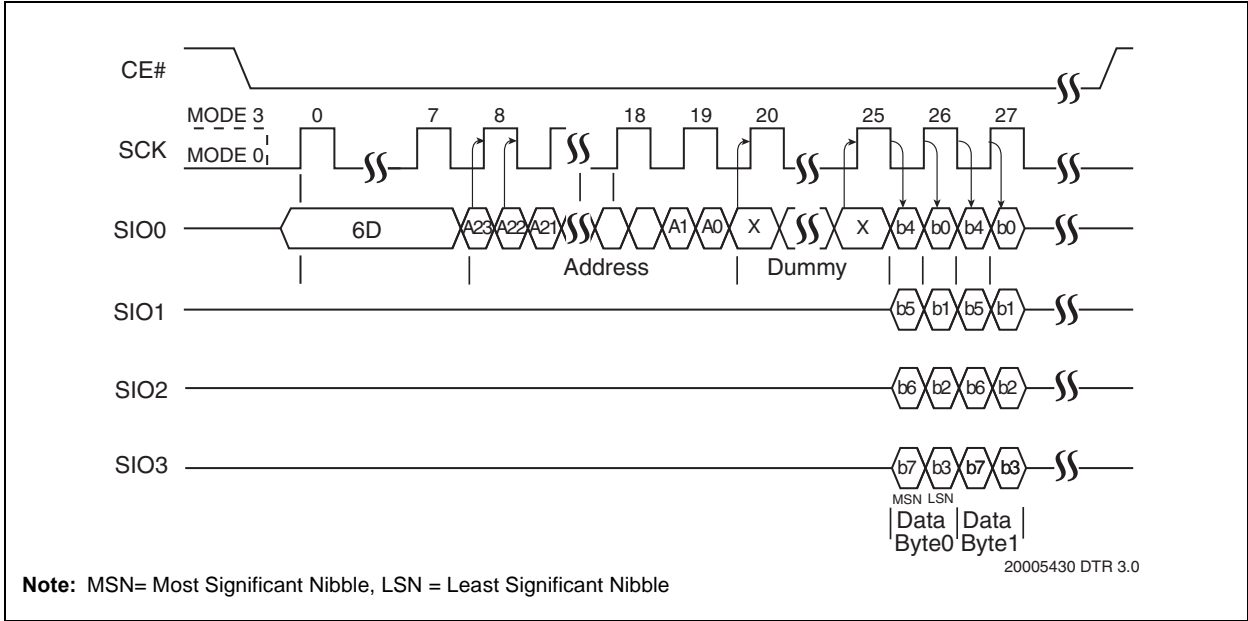 CE#
MODE 3 0 7 8 18 19 20 25 26 27
SCK
MODE 0
SIO0 6D A23 A22 A21 A1 A0 X X b4 b0 b4 b0
Address Dummy
SIO1 b5 b1 b5 b1
SIO2 b6 b2 b6 b2
SIO3 b7 b3 b7 b3
MSN LSN
Data Data
Byte0 Byte1
20005430 DTR 3.0
Note: MSN= Most Significant Nibble, LSN = Least Significant Nibble